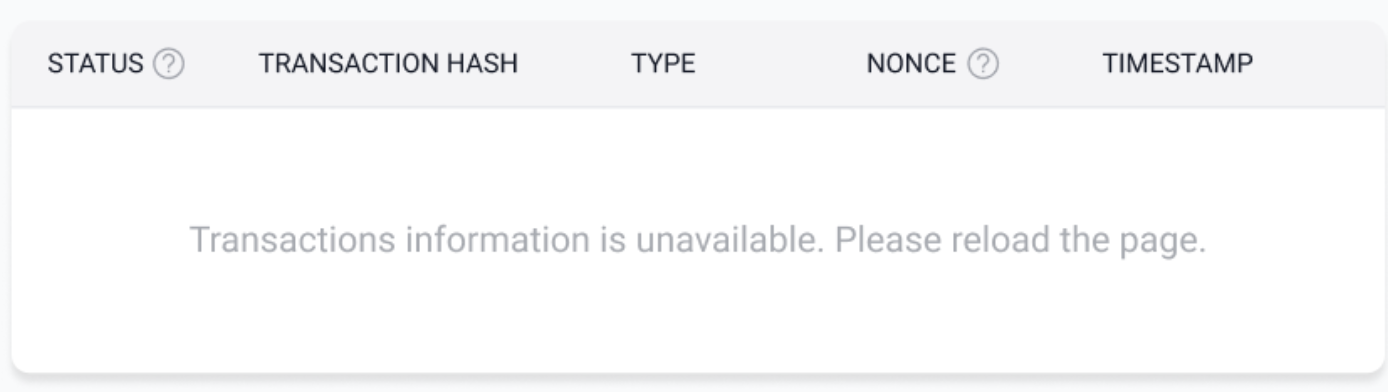 STATUS ? TRANSACTION HASH TYPE NONCE ? TIMESTAMP
Transactions information is unavailable. Please reload the page.